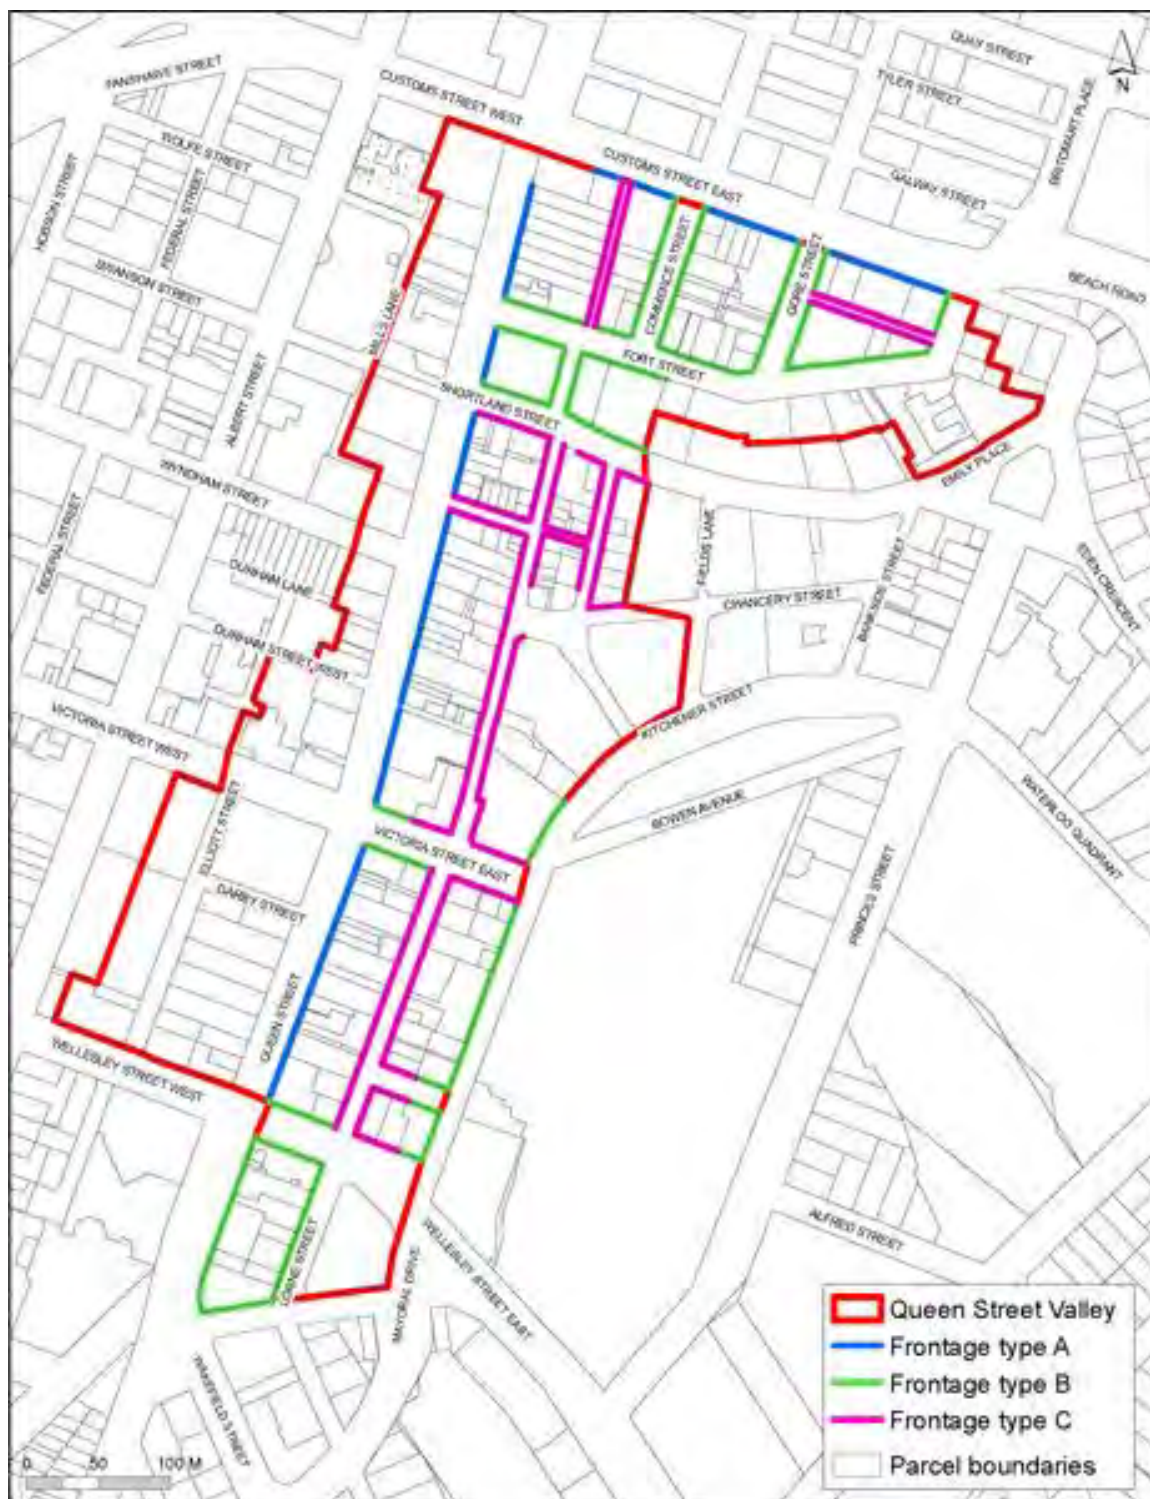 QUAY STREET
FANSHAWE STREET
TYLER STREET
N
CUSTOMS STREET WEST
BRITOMART PLACE
WOLFE STREET
CUSTOMS STREET EAST
GALWAY STREET
HOBSON STREET
FEDERAL STREET
SWANSON STREET
COMMERCE STREET
GORE STREET
BEACH ROAD
MILLS LANE
FORT STREET
ALBERT STREET
SHORTLAND STREET
EMILY PLACE
WYNDHAM STREET
FEDERAL STREET
FIELDS LANE
EDEN CRESCENT
DURHAM LANE
CHANCERY STREET
BANKSIDE STREET
DURHAM STREET WEST
KITCHENER STREET
VICTORIA STREET WEST
BOWEN AVENUE
WATERLOO QUADRANT
ELLIOTT STREET
VICTORIA STREET EAST
DARBY STREET
PRINCES STREET
QUEEN STREET
WELLESLEY STREET WEST
ALFRED STREET
LORNE STREET
WELLESLEY STREET EAST
MAYORAL DRIVE
WAKEFIELD STREET
Queen Street Valley
Frontage type A
Frontage type B
Frontage type C
Parcel boundaries
0 50 100 M